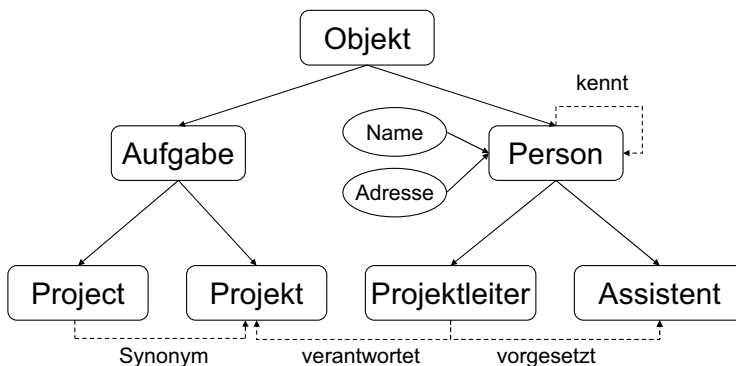 Objekt
kennt
Name
Aufgabe
Person
Adresse
Project
Projekt
Projektleiter
Assistent
Synonym
verantwortet
vorgesetzt